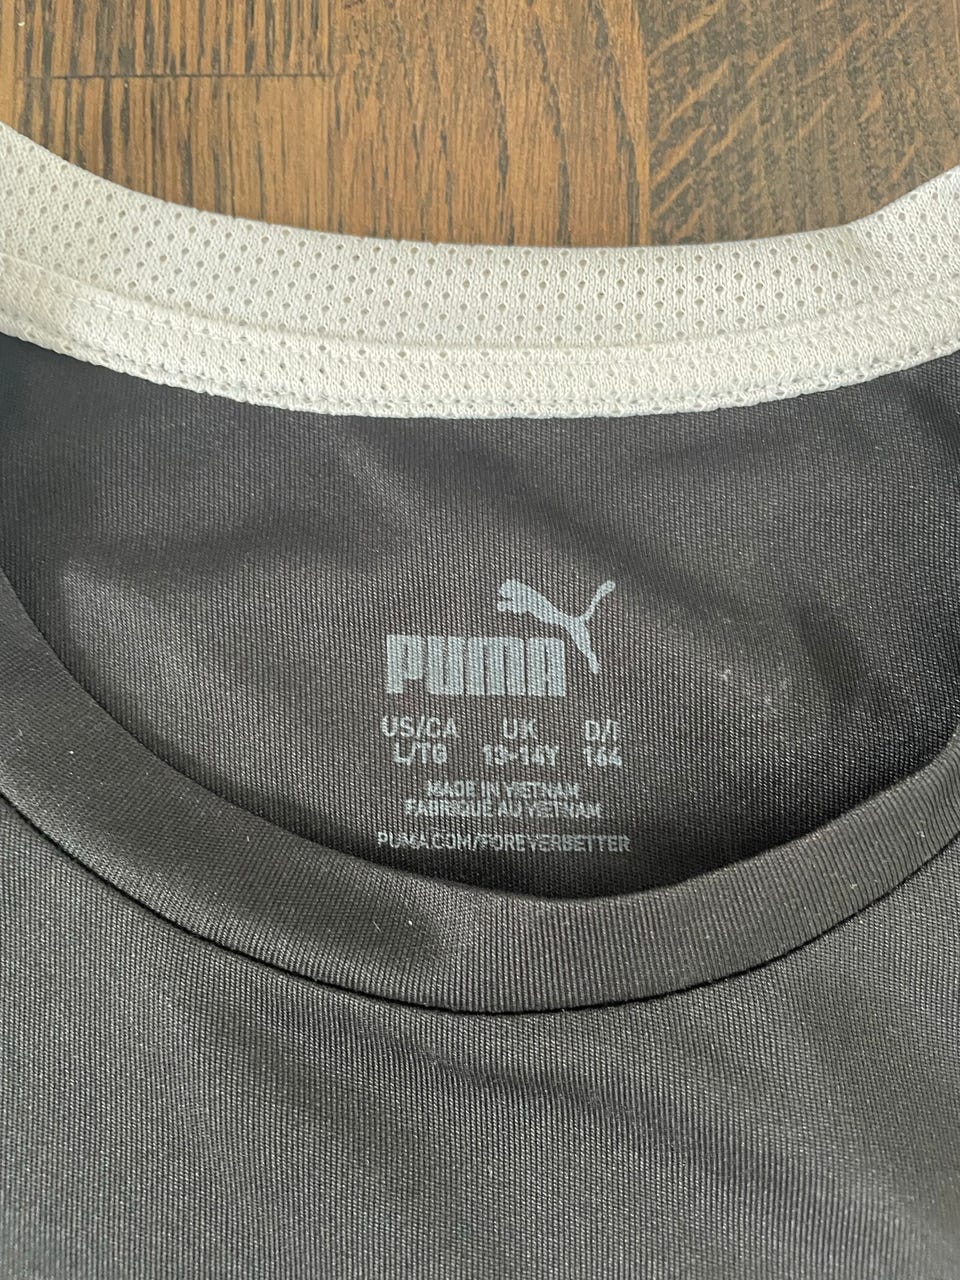 PUMA
US/CA UK D/I
L/TG 13-14Y 164
MADE IN VIETNAM
FABRIQUE AU VIETNAM
PUMA.COM/FOREVERBETTER